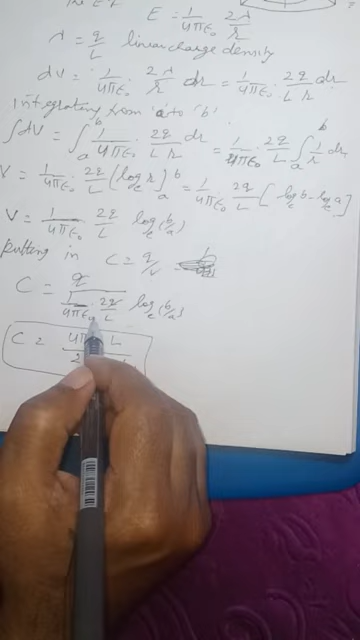 E = 1/4πε₀ 2λ/r
λ = q/L linear charge density
dV = 1/4πε₀ · 2λ/r dr = 1/4πε₀ · 2q/L r dr
Integrating from 'a' to 'b'
∫dV = ∫ₐᵇ 1/4πε₀ · 2q/L r dr = 1/4πε₀ · 2q/L ∫ₐᵇ 1/r dr
V = 1/4πε₀ · 2q/L (logₑ r)ₐᵇ = 1/4πε₀ · 2q/L [logₑ b - logₑ a]
V = 1/4πε₀ 2q/L logₑ (b/a)
putting in C = q/V
C = q / 1/4πε₀ · 2q/L logₑ (b/a)
C = 4π L / 2